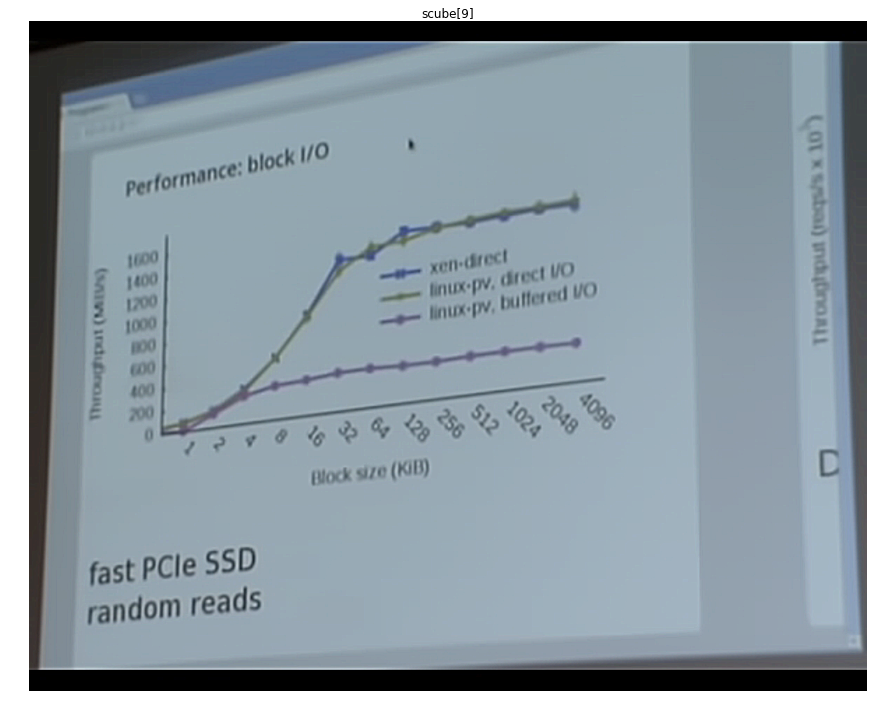 scube[9]
Performance: block I/O
Throughput (MiB/s)
1600
1400
1200
1000
800
600
400
200
0
xen-direct
linux-pv, direct I/O
linux-pv, buffered I/O
1 2 4 8 16 32 64 128 256 512 1024 2048 4096
Block size (KiB)
fast PCIe SSD
random reads
Throughput (reqs/s x 10
D